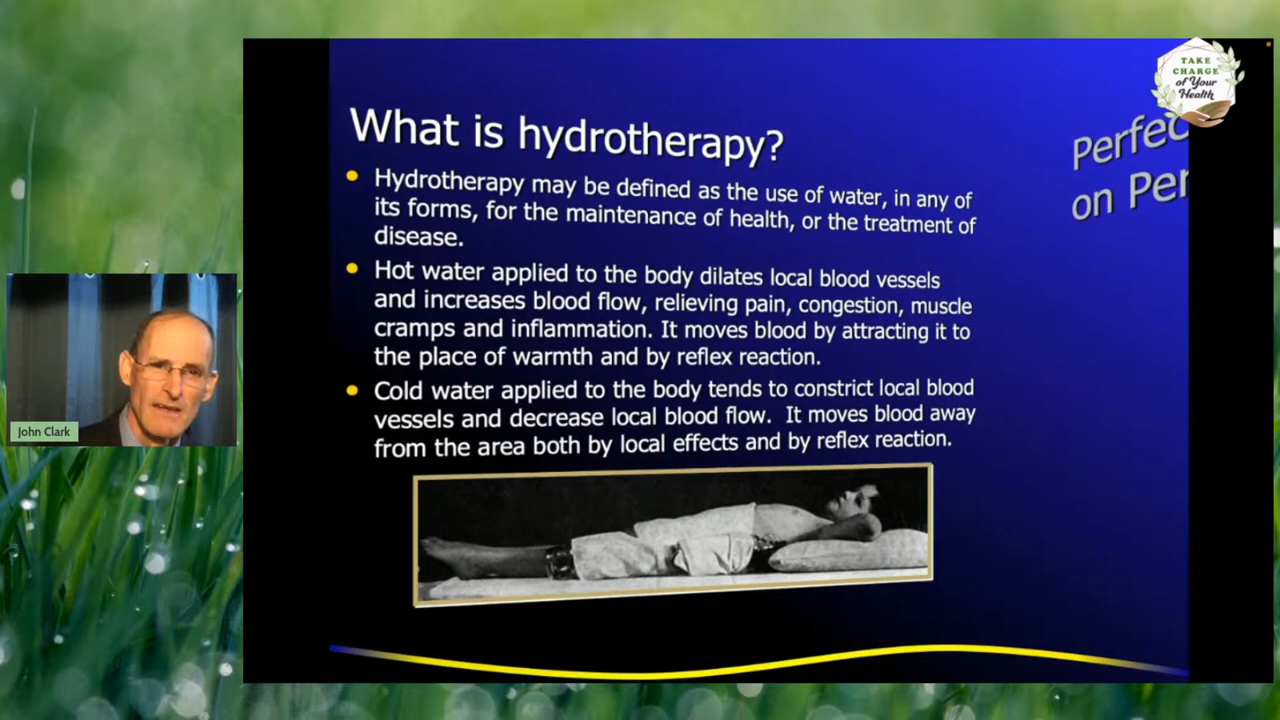 TAKE
CHARGE
of Your
Health
What is hydrotherapy?
Perfec
on Per
Hydrotherapy may be defined as the use of water, in any of
its forms, for the maintenance of health, or the treatment of
disease.
Hot water applied to the body dilates local blood vessels
and increases blood flow, relieving pain, congestion, muscle
cramps and inflammation. It moves blood by attracting it to
the place of warmth and by reflex reaction.
Cold water applied to the body tends to constrict local blood
vessels and decrease local blood flow. It moves blood away
from the area both by local effects and by reflex reaction.
John Clark